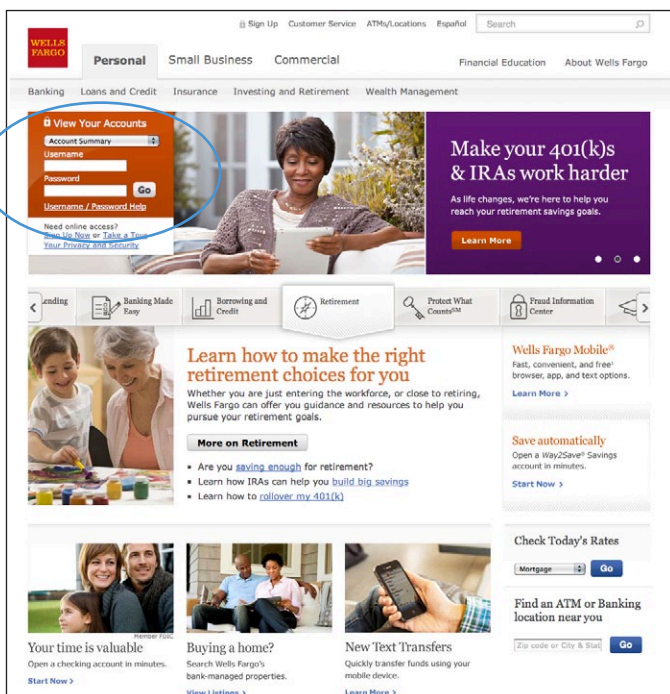 Sign Up Customer Service ATMs/Locations Español Search
WELLS
FARGO
Personal Small Business Commercial Financial Education About Wells Fargo
Banking Loans and Credit Insurance Investing and Retirement Wealth Management
View Your Accounts
Account Summary
Username
Password
Go
Username / Password Help
Need online access?
Sign Up Now or Take a Tour
Your Privacy and Security
Make your 401(k)s
& IRAs work harder
As life changes, we're here to help you
reach your retirement savings goals.
Learn More
ending
Banking Made
Easy
Borrowing and
Credit
Retirement
Protect What
Counts℠
Fraud Information
Center
Learn how to make the right
retirement choices for you
Whether you are just entering the workforce, or close to retiring,
Wells Fargo can offer you guidance and resources to help you
pursue your retirement goals.
More on Retirement
Are you saving enough for retirement?
Learn how IRAs can help you build big savings
Learn how to rollover my 401(k)
Wells Fargo Mobile®
Fast, convenient, and free¹
browser, app, and text options.
Learn More >
Save automatically
Open a Way2Save® Savings
account in minutes.
Start Now >
Check Today's Rates
Mortgage Go
Find an ATM or Banking
location near you
Zip code or City & Stat Go
Member FDIC
Your time is valuable
Open a checking account in minutes.
Start Now >
Buying a home?
Search Wells Fargo's
bank-managed properties.
View Listings >
New Text Transfers
Quickly transfer funds using your
mobile device.
Learn More >